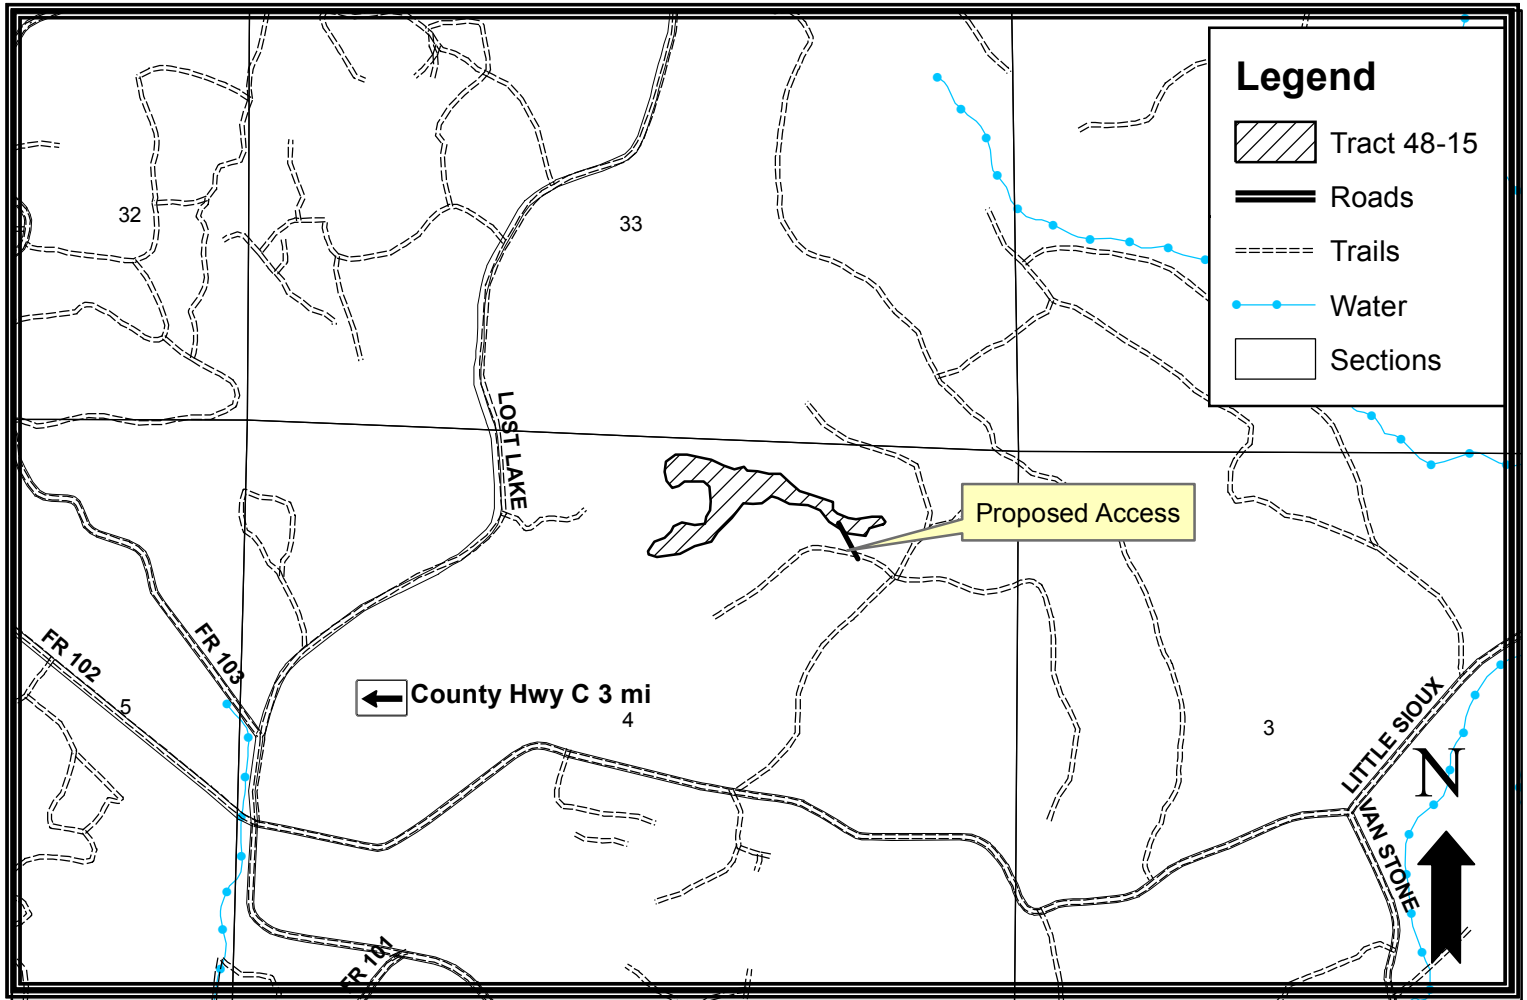 Legend
Tract 48-15
Roads
Trails
Water
Sections
32
33
LOST LAKE
Proposed Access
FR 103
FR 102
5
County Hwy C 3 mi
4
3
LITTLE SIOUX
N
VAN STONE
FR 101